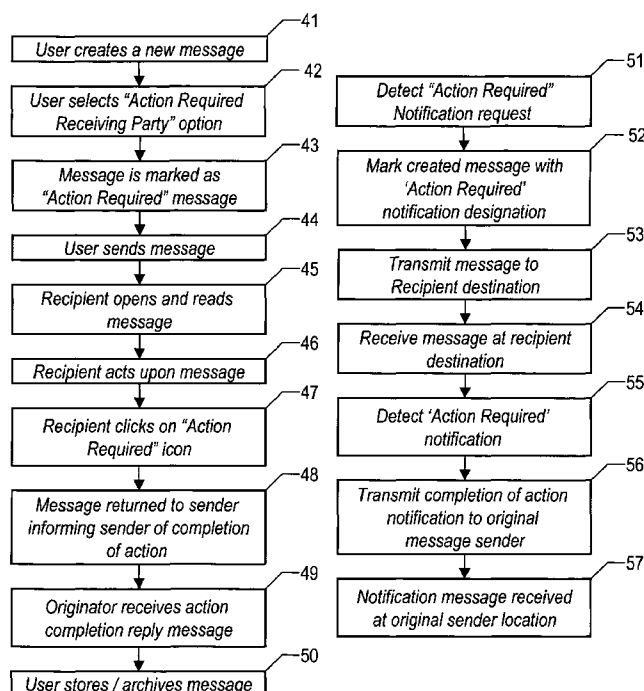 41
User creates a new message
42
User selects "Action Required
Receiving Party" option
43
Message is marked as
"Action Required" message
44
User sends message
45
Recipient opens and reads
message
46
Recipient acts upon message
47
Recipient clicks on "Action
Required" icon
48
Message returned to sender
informing sender of completion
of action
49
Originator receives action
completion reply message
50
User stores / archives message
51
Detect "Action Required"
Notification request
52
Mark created message with
'Action Required'
notification designation
53
Transmit message to
Recipient destination
54
Receive message at recipient
destination
55
Detect 'Action Required'
notification
56
Transmit completion of action
notification to original
message sender
57
Notification message received
at original sender location